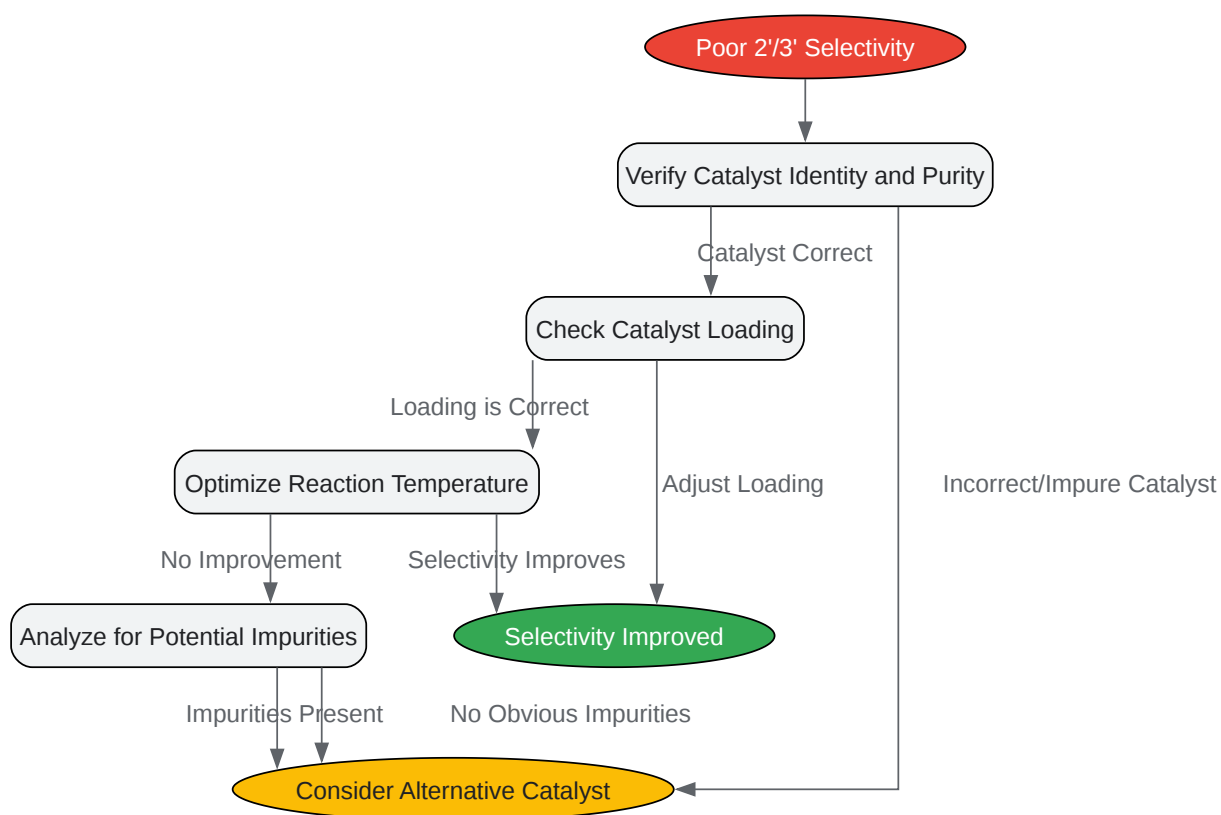 Poor 2'/3' Selectivity
Verify Catalyst Identity and Purity
Catalyst Correct
Check Catalyst Loading
Loading is Correct
Optimize Reaction Temperature
Adjust Loading
Incorrect/Impure Catalyst
No Improvement
Selectivity Improves
Analyze for Potential Impurities
Selectivity Improved
Impurities Present
No Obvious Impurities
Consider Alternative Catalyst